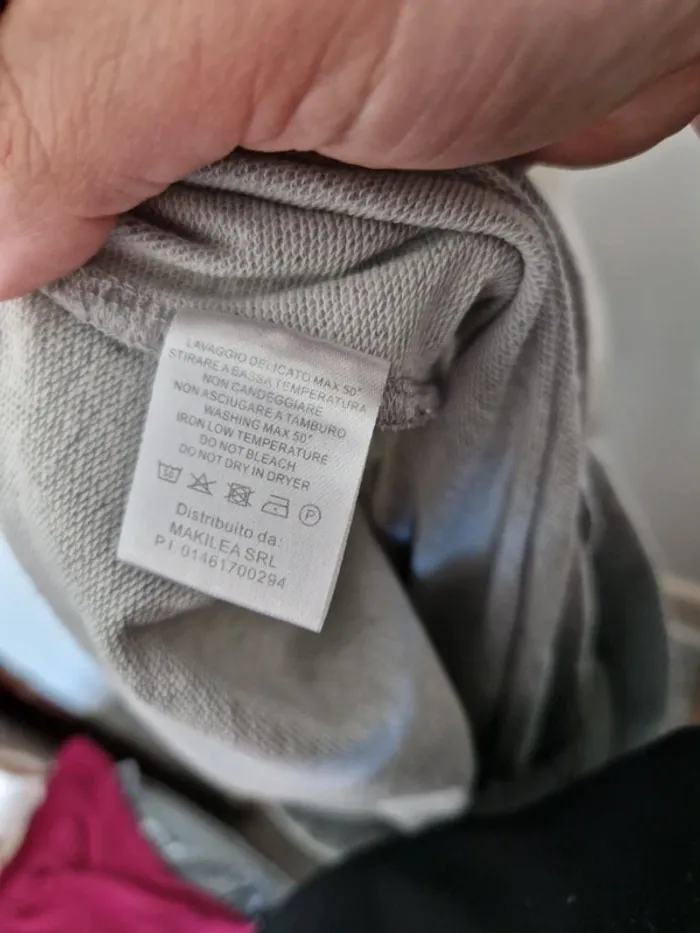 LAVAGGIO DELICATO MAX 50°
STIRARE A BASSA TEMPERATURA
NON CANDEGGIARE
NON ASCIUGARE A TAMBURO
WASHING MAX 50°
IRON LOW TEMPERATURE
DO NOT BLEACH
DO NOT DRY IN DRYER
P
Distribuito da:
MAKILEA SRL
P.I. 01461700294